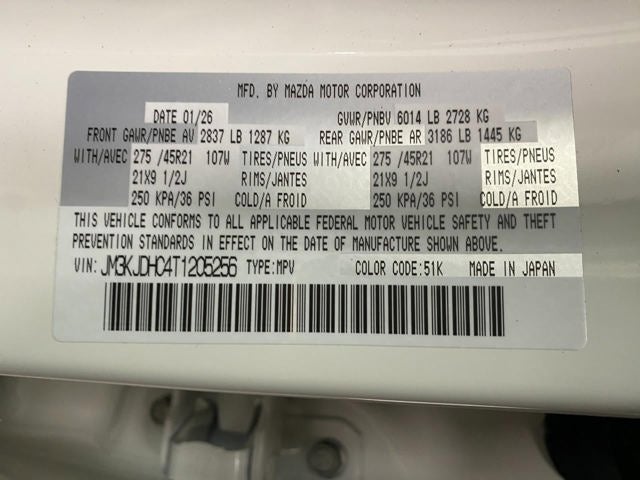 MFD. BY MAZDA MOTOR CORPORATION
DATE 01/26 GVWR/PNBV 6014 LB 2728 KG
FRONT GAWR/PNBE AV 2837 LB 1287 KG REAR GAWR/PNBE AR 3186 LB 1445 KG
WITH/AVEC 275 /45R21 107W TIRES/PNEUS WITH/AVEC 275 /45R21 107W TIRES/PNEUS
21X9 1/2J RIMS/JANTES 21X9 1/2J RIMS/JANTES
250 KPA/36 PSI COLD/A FROID 250 KPA/36 PSI COLD/A FROID
THIS VEHICLE CONFORMS TO ALL APPLICABLE FEDERAL MOTOR VEHICLE SAFETY AND THEFT
PREVENTION STANDARDS IN EFFECT ON THE DATE OF MANUFACTURE SHOWN ABOVE.
VIN: JM3KJDHC4T1205256 TYPE:MPV COLOR CODE:51K MADE IN JAPAN